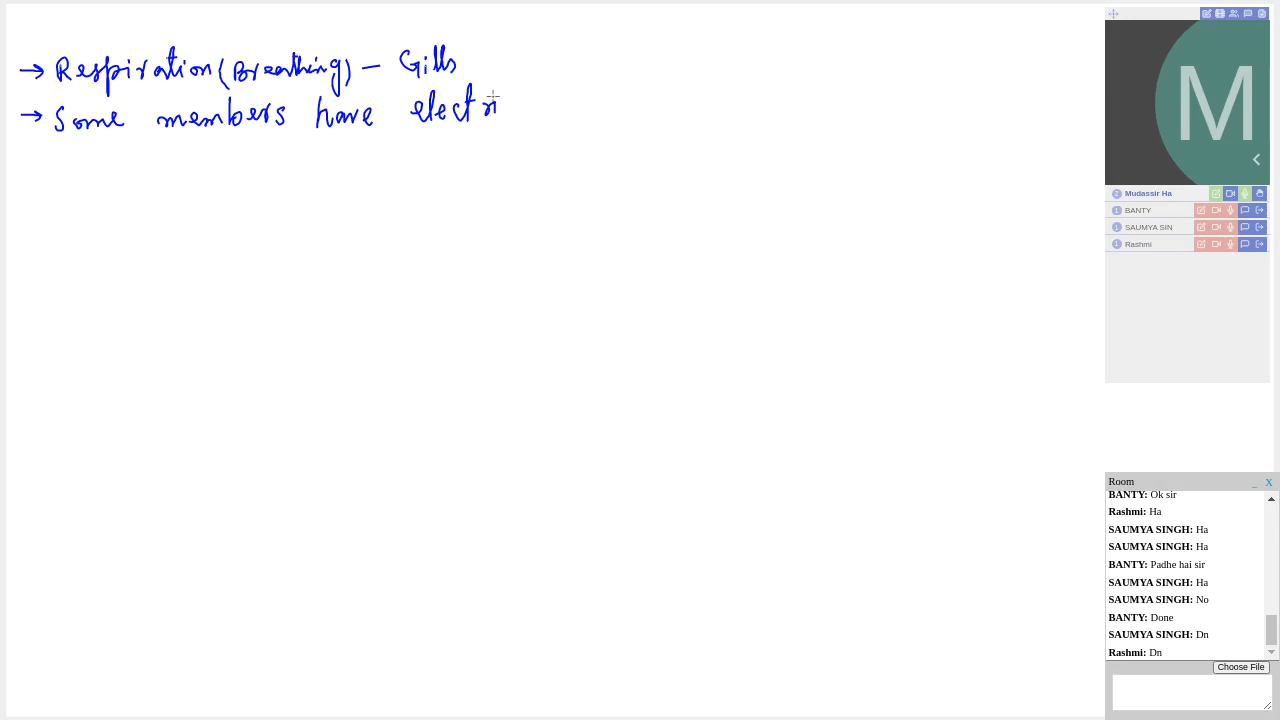 → Respiration (Breathing) – Gills
→ Some members have electri
M
Mudassir Ha
BANTY
SAUMYA SIN
Rashmi
Room _ X
BANTY: Ok sir
Rashmi: Ha
SAUMYA SINGH: Ha
SAUMYA SINGH: Ha
BANTY: Padhe hai sir
SAUMYA SINGH: Ha
SAUMYA SINGH: No
BANTY: Done
SAUMYA SINGH: Dn
Rashmi: Dn
Choose File